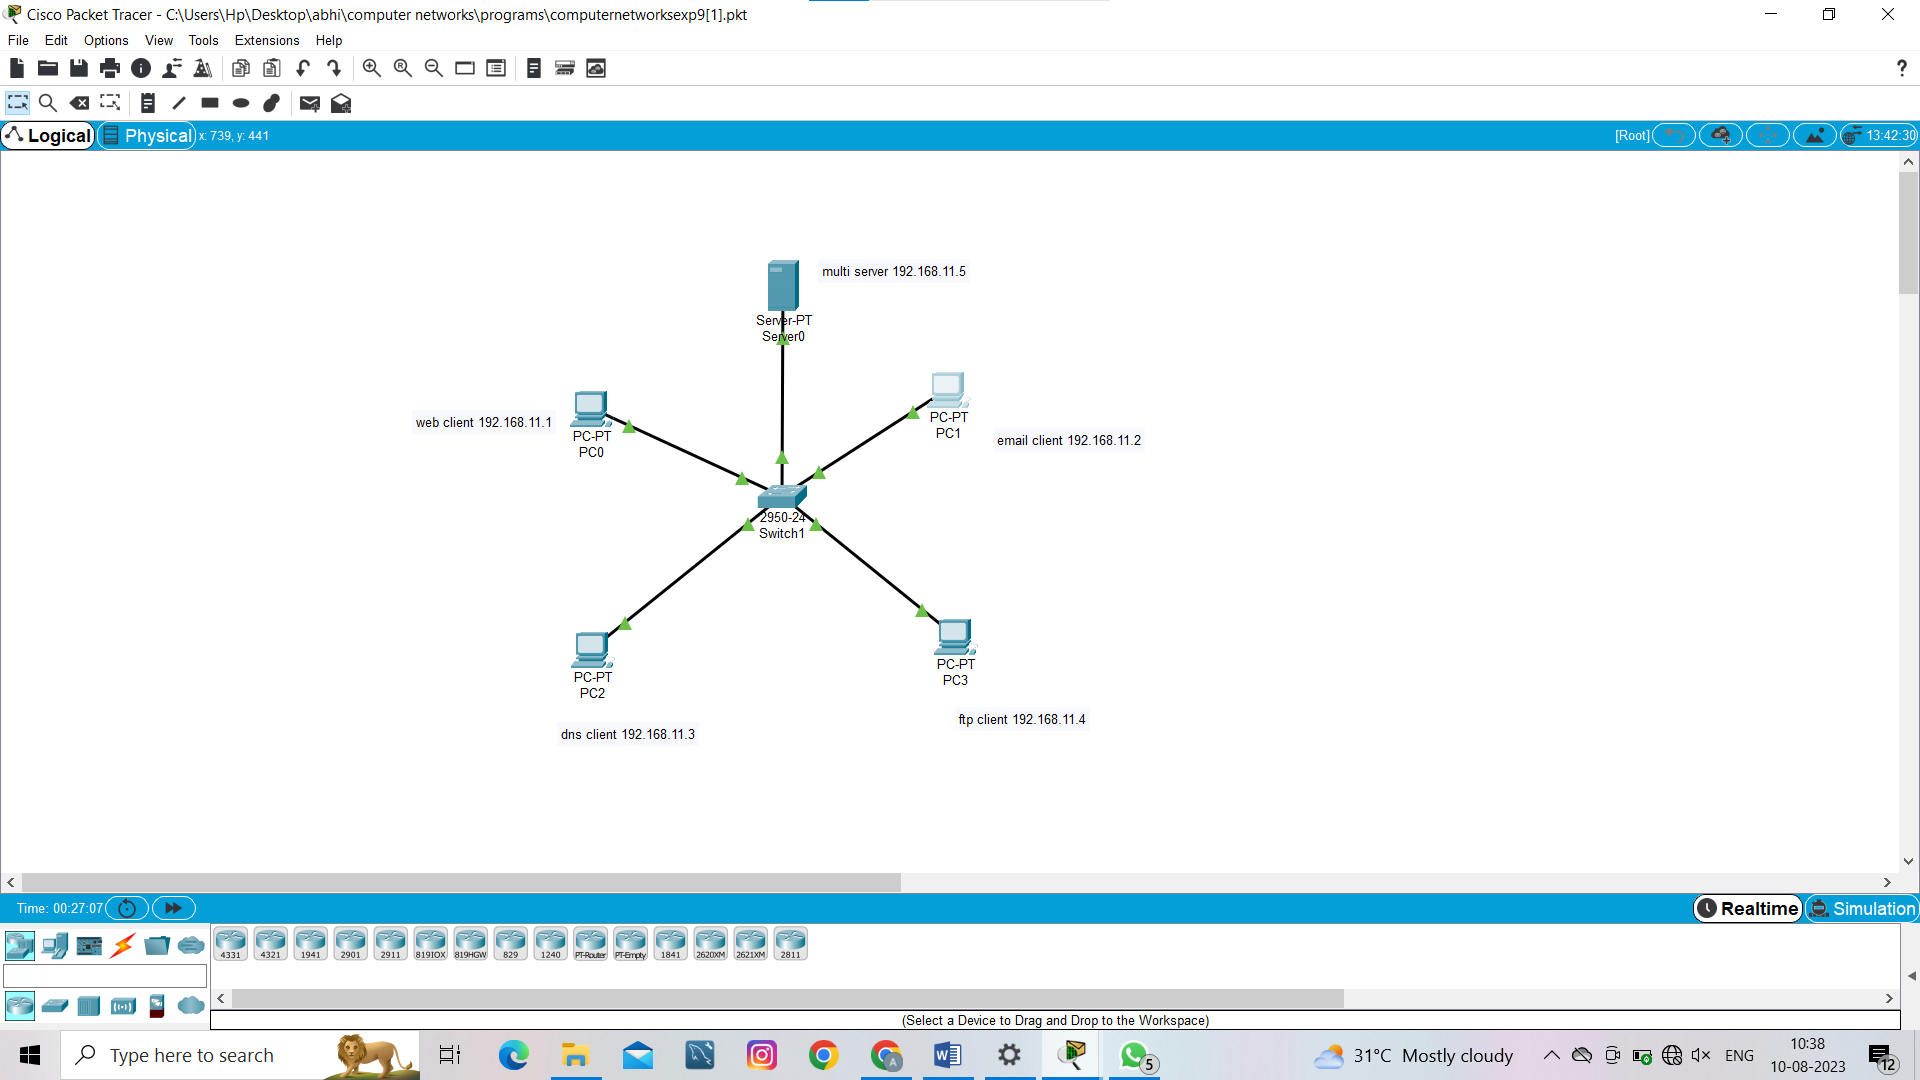 Cisco Packet Tracer - C:\Users\Hp\Desktop\abhi\computer networks\programs\computernetworksexp9[1].pkt
File Edit Options View Tools Extensions Help
?
Logical Physical x: 739, y: 441 [Root] 13:42:30
multi server 192.168.11.5
Server-PT
Server0
web client 192.168.11.1
PC-PT
PC0
PC-PT
PC1
email client 192.168.11.2
2950-24
Switch1
PC-PT
PC2
PC-PT
PC3
ftp client 192.168.11.4
dns client 192.168.11.3
Time: 00:27:07 Realtime Simulation
4331 4321 1941 2901 2911 819IOX 819HGW 829 1240 PT-Router PT-Empty 1841 2620XM 2621XM 2811
(Select a Device to Drag and Drop to the Workspace)
Type here to search
5
31°C Mostly cloudy
ENG
10:38
10-08-2023
12